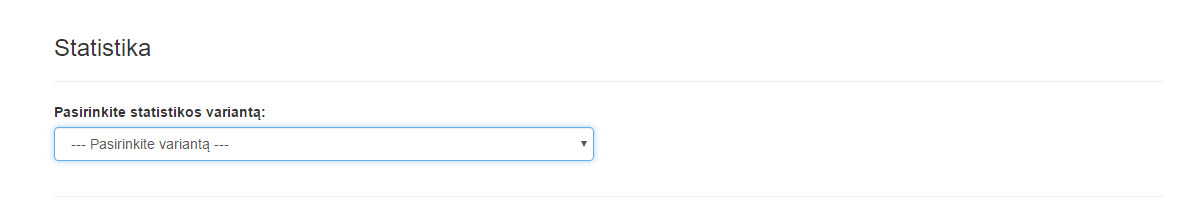 Statistika
Pasirinkite statistikos variantą:
--- Pasirinkite variantą ---